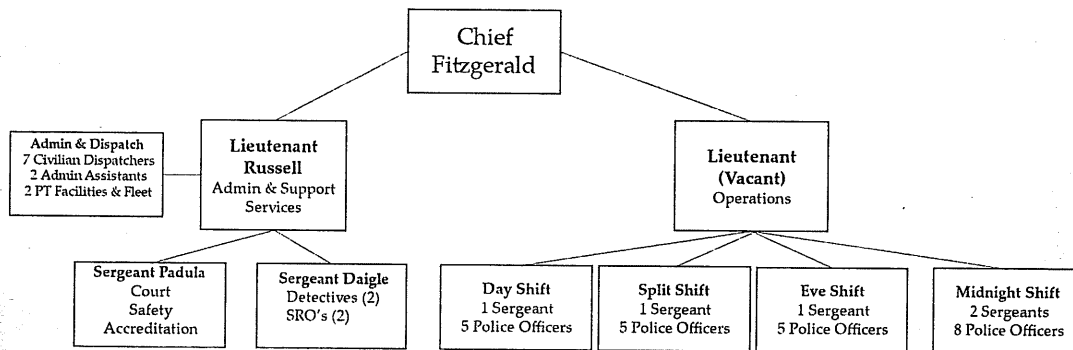 Chief
Fitzgerald
Admin & Dispatch
7 Civilian Dispatchers
2 Admin Assistants
2 PT Facilities & Fleet
Lieutenant
Russell
Admin & Support
Services
Lieutenant
(Vacant)
Operations
Sergeant Padula
Court
Safety
Accreditation
Sergeant Daigle
Detectives (2)
SRO's (2)
Day Shift
1 Sergeant
5 Police Officers
Split Shift
1 Sergeant
5 Police Officers
Eve Shift
1 Sergeant
5 Police Officers
Midnight Shift
2 Sergeants
8 Police Officers